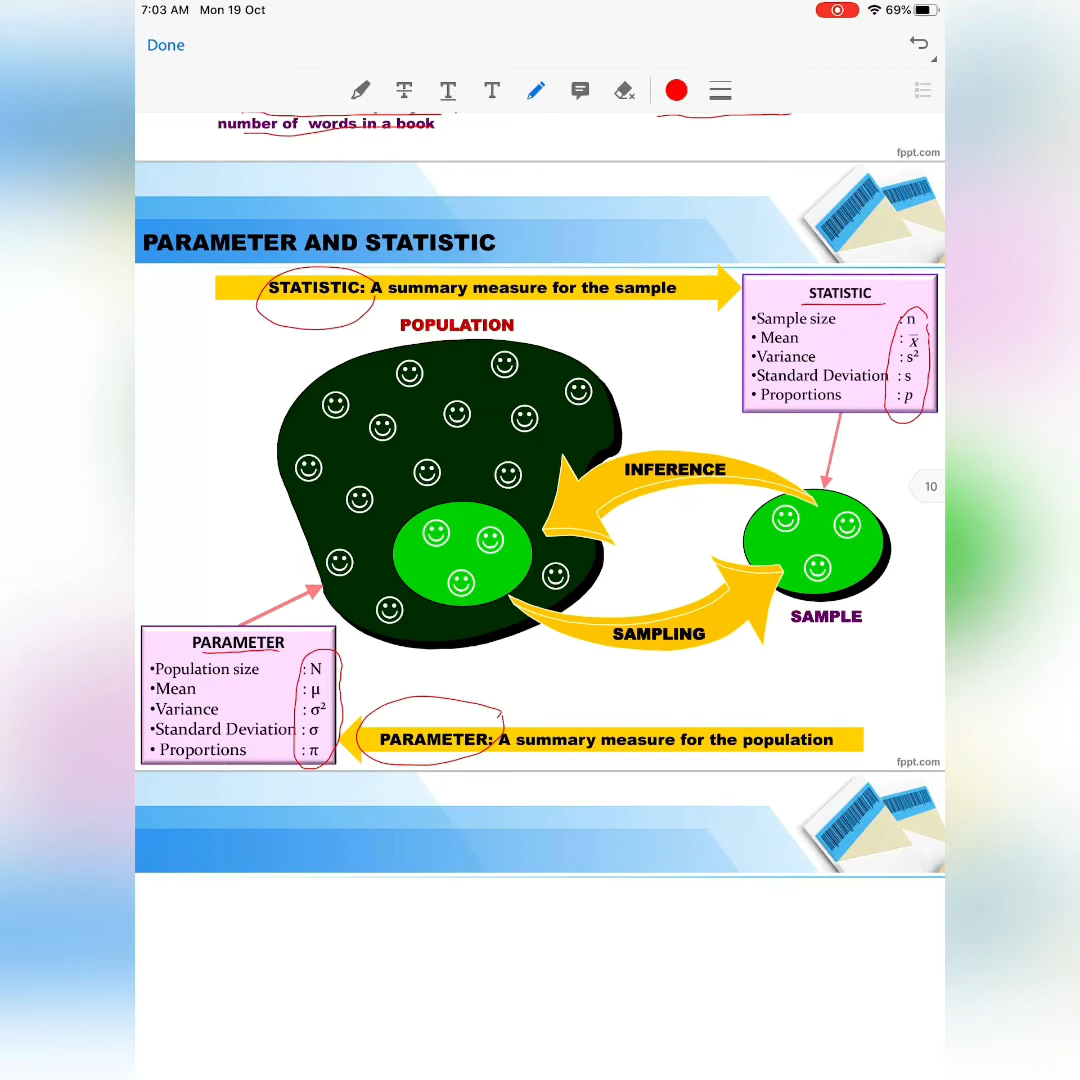 7:03 AM Mon 19 Oct
69%
Done
number of words in a book
fppt.com
PARAMETER AND STATISTIC
STATISTIC: A summary measure for the sample
STATISTIC
•Sample size : n
• Mean : x̅
•Variance : s²
•Standard Deviation : s
• Proportions : p
POPULATION
INFERENCE
10
SAMPLE
SAMPLING
PARAMETER
•Population size : N
•Mean : μ
•Variance : σ²
•Standard Deviation : σ
• Proportions : π
PARAMETER: A summary measure for the population
fppt.com